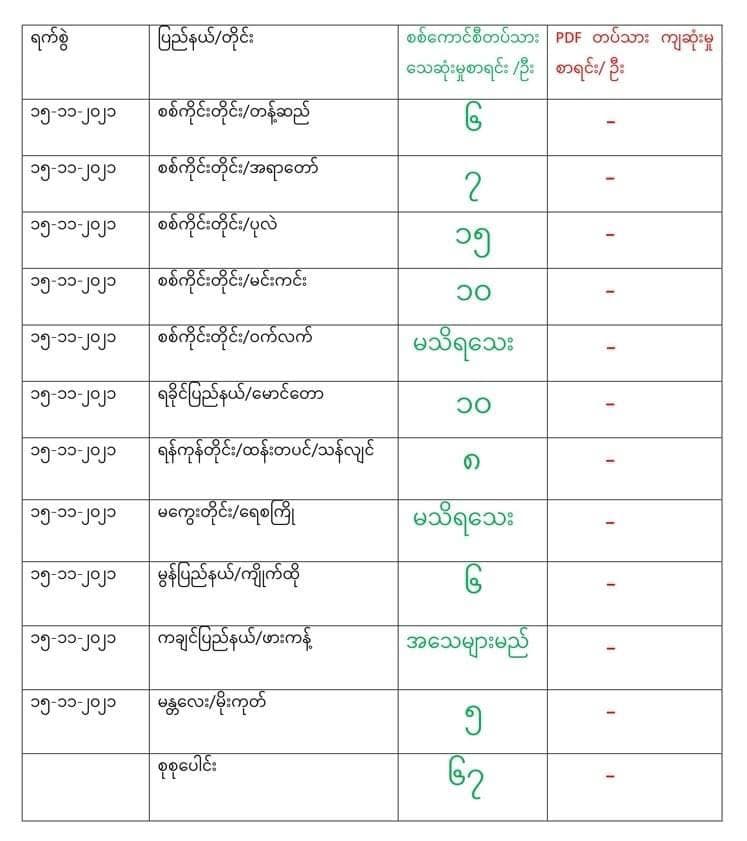 ရက်စွဲ ပြည်နယ်/တိုင်း စစ်ကောင်စီတပ်သား PDF တပ်သား ကျဆုံးမှု
သေဆုံးမှုစာရင်း /ဦး စာရင်း/ ဦး
၁၅-၁၁-၂၀၂၁ စစ်ကိုင်းတိုင်း/တန့်ဆည် ၆ -
၁၅-၁၁-၂၀၂၁ စစ်ကိုင်းတိုင်း/အရာတော် ၇ -
၁၅-၁၁-၂၀၂၁ စစ်ကိုင်းတိုင်း/ပုလဲ ၁၅ -
၁၅-၁၁-၂၀၂၁ စစ်ကိုင်းတိုင်း/မင်းကင်း ၁၀ -
၁၅-၁၁-၂၀၂၁ စစ်ကိုင်းတိုင်း/ဝက်လက် မသိရသေး -
၁၅-၁၁-၂၀၂၁ ရခိုင်ပြည်နယ်/မောင်တော ၁၀ -
၁၅-၁၁-၂၀၂၁ ရန်ကုန်တိုင်း/ထန်းတပင်/သန်လျင် ၈ -
၁၅-၁၁-၂၀၂၁ မကွေးတိုင်း/ရေစကြို မသိရသေး -
၁၅-၁၁-၂၀၂၁ မွန်ပြည်နယ်/ကျိုက်ထို ၆ -
၁၅-၁၁-၂၀၂၁ ကချင်ပြည်နယ်/ဖားကန့် အသေများမည် -
၁၅-၁၁-၂၀၂၁ မန္တလေး/မိုးကုတ် ၅ -
စုစုပေါင်း ၆၇ -